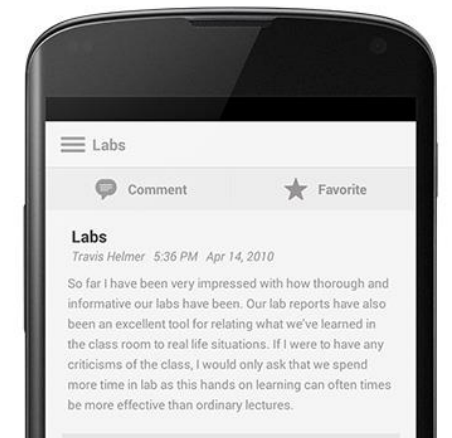 Labs
Comment
Favorite
Labs
Travis Helmer 5:36 PM Apr 14, 2010
So far I have been very impressed with how thorough and
informative our labs have been. Our lab reports have also
been an excellent tool for relating what we've learned in
the class room to real life situations. If I were to have any
criticisms of the class, I would only ask that we spend
more time in lab as this hands on learning can often times
be more effective than ordinary lectures.